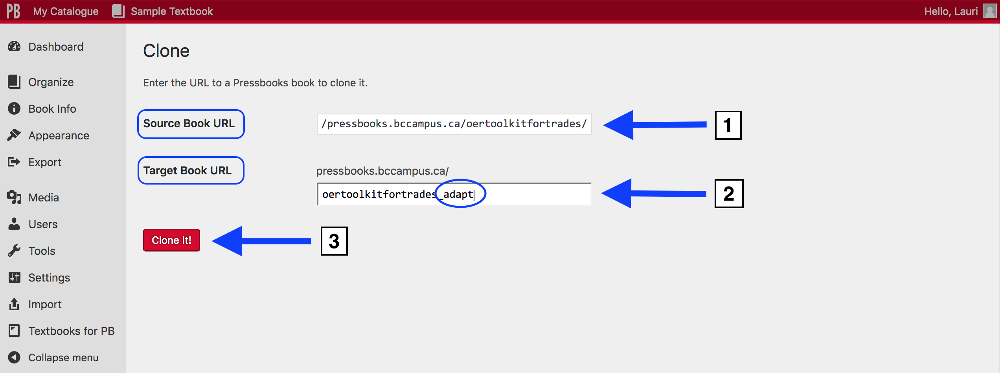 PB My Catalogue Sample Textbook Hello, Lauri
Dashboard
Organize
Book Info
Appearance
Export
Media
Users
Tools
Settings
Import
Textbooks for PB
Collapse menu
Clone
Enter the URL to a Pressbooks book to clone it.
Source Book URL /pressbooks.bccampus.ca/oertoolkitfortrades/ 1
Target Book URL pressbooks.bccampus.ca/
oertoolkitfortrades_adapt 2
Clone It! 3